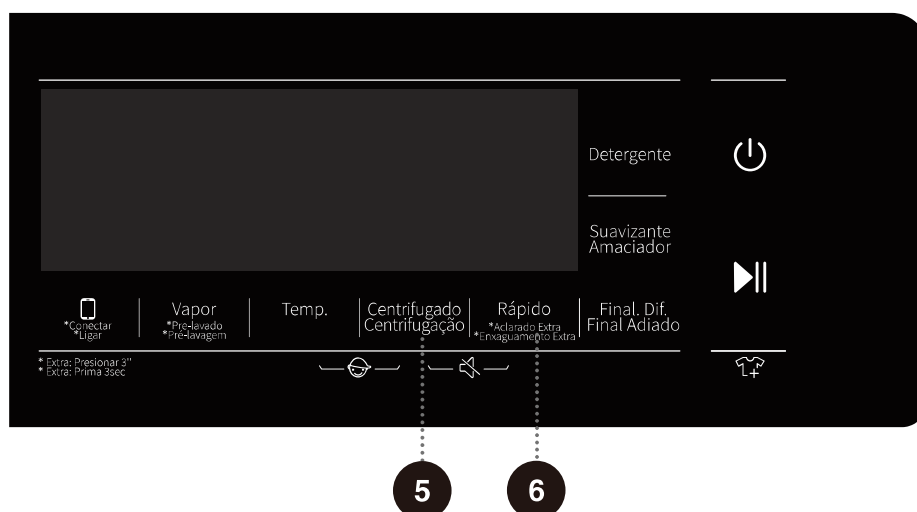 Detergente
Suavizante
Amaciador
*Conectar
*Ligar
Vapor
*Pre-lavado
*Pré-lavagem
Temp.
Centrifugado
Centrifugação
Rápido
*Aclarado Extra
*Enxaguamento Extra
Final. Dif.
Final Adiado
* Extra: Presionar 3"
* Extra: Prima 3sec
5
6